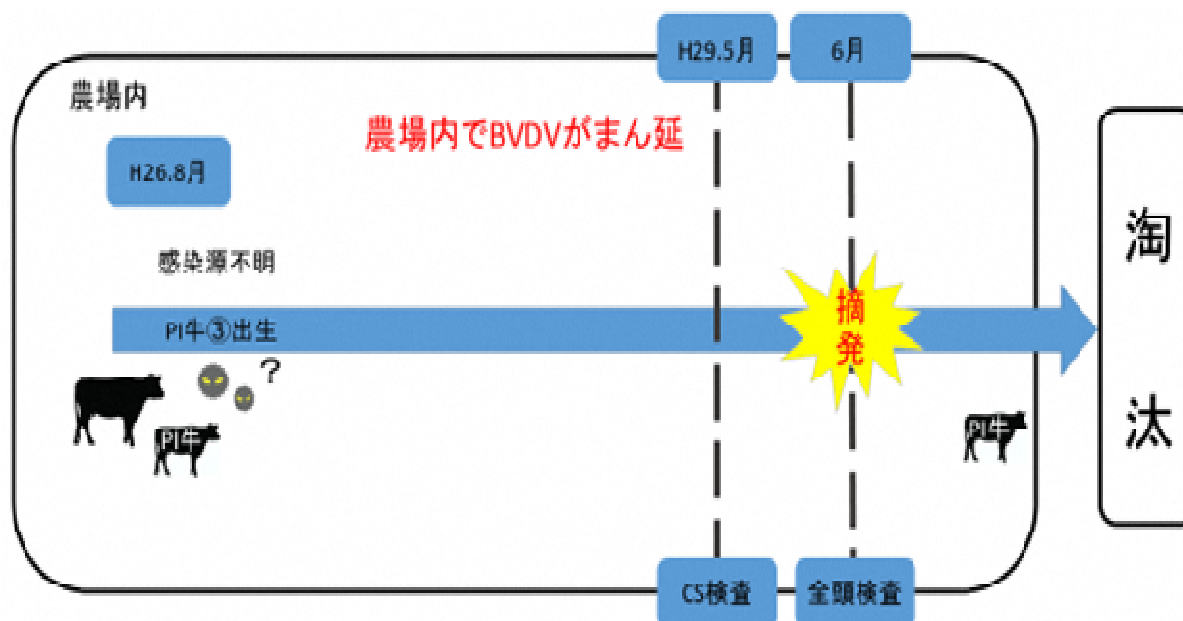 H29.5月
6月
農場内
農場内でBVDVがまん延
H26.8月
感染源不明
PI牛③出生
?
PI牛
摘
発
PI牛
淘
汰
CS検査
全頭検査